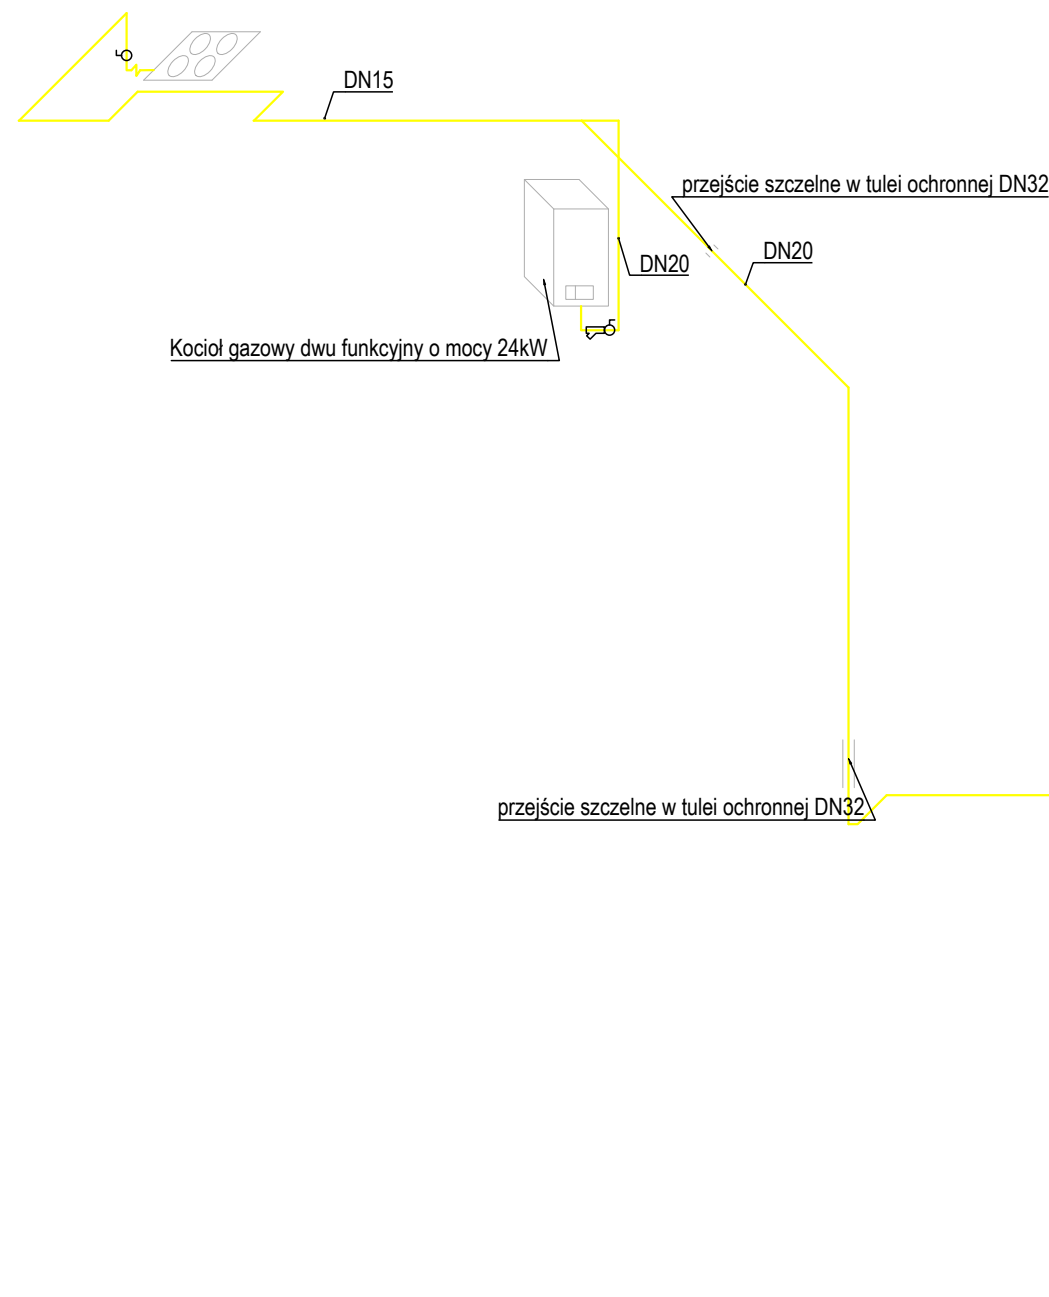 DN15
przejście szczelne w tulei ochronnej DN32
DN20
DN20
Kocioł gazowy dwu funkcyjny o mocy 24kW
przejście szczelne w tulei ochronnej DN32